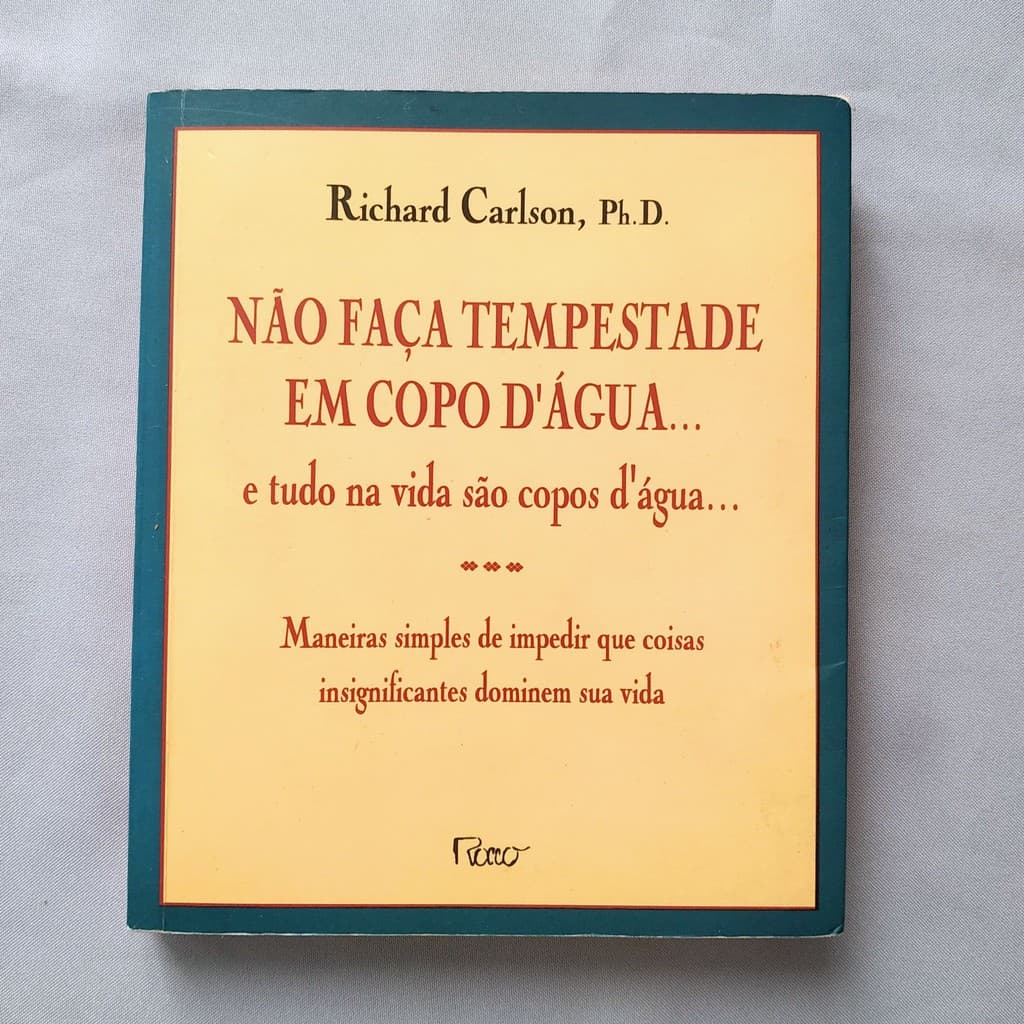 Richard Carlson, Ph.D.
NÃO FAÇA TEMPESTADE
EM COPO D'ÁGUA...
e tudo na vida são copos d'água...
Maneiras simples de impedir que coisas
insignificantes dominem sua vida
Rocco